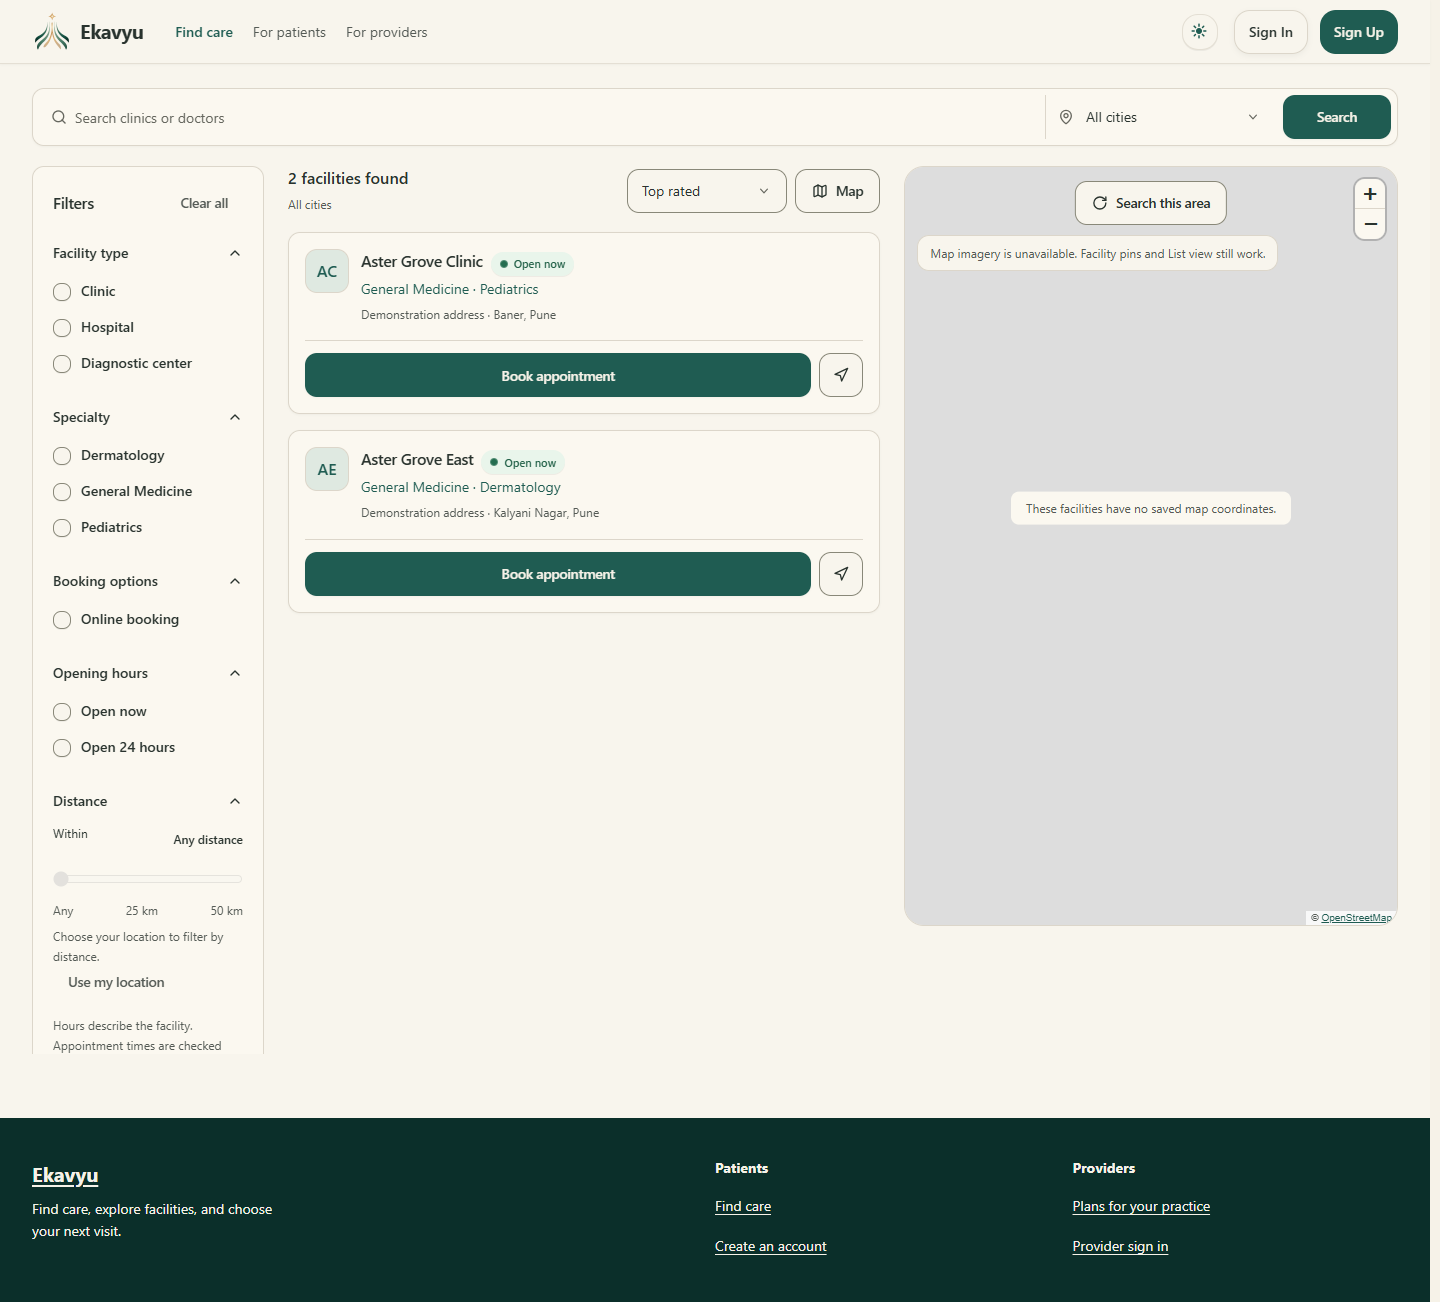 Ekavyu
Find care
For patients
For providers
Sign In
Sign Up
Search clinics or doctors
All cities
Search
Filters
Clear all
Facility type
Clinic
Hospital
Diagnostic center
Specialty
Dermatology
General Medicine
Pediatrics
Booking options
Online booking
Opening hours
Open now
Open 24 hours
Distance
Within
Any distance
Any
25 km
50 km
Choose your location to filter by
distance.
Use my location
Hours describe the facility.
Appointment times are checked
2 facilities found
All cities
Top rated
Map
AC
Aster Grove Clinic
Open now
General Medicine · Pediatrics
Demonstration address · Baner, Pune
Book appointment
AE
Aster Grove East
Open now
General Medicine · Dermatology
Demonstration address · Kalyani Nagar, Pune
Book appointment
Search this area
+
−
Map imagery is unavailable. Facility pins and List view still work.
These facilities have no saved map coordinates.
© OpenStreetMap
Ekavyu
Find care, explore facilities, and choose
your next visit.
Patients
Find care
Create an account
Providers
Plans for your practice
Provider sign in